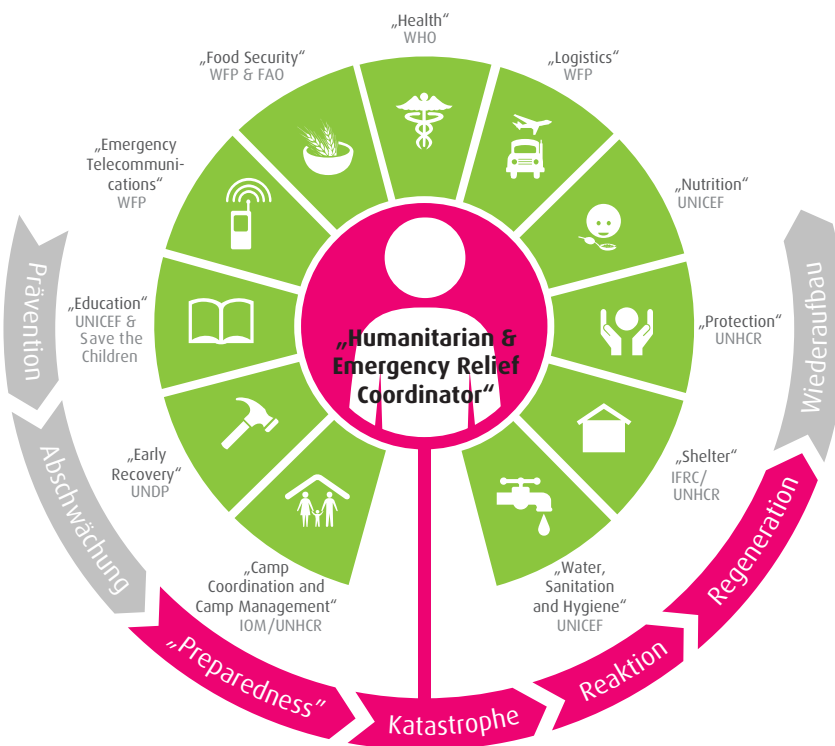 „Health“
WHO
„Food Security“
WFP & FAO
„Logistics“
WFP
„Emergency
Telecommuni-
cations“
WFP
„Nutrition“
UNICEF
„Education“
UNICEF &
Save the
Children
„Protection“
UNHCR
„Humanitarian &
Emergency Relief
Coordinator“
„Early
Recovery“
UNDP
„Shelter“
IFRC/
UNHCR
„Camp
Coordination and
Camp Management“
IOM/UNHCR
„Water,
Sanitation
and Hygiene“
UNICEF
Prävention
Abschwächung
„Preparedness”
Katastrophe
Reaktion
Regeneration
Wiederaufbau